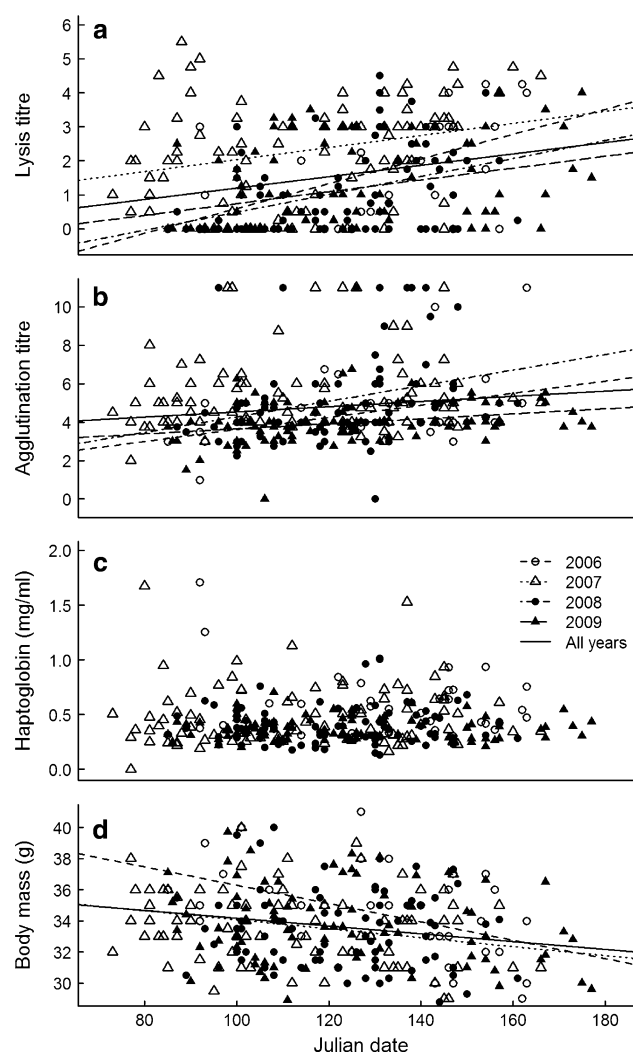 a
Lysis titre
6
5
4
3
2
1
0
b
Agglutination titre
10
8
6
4
2
0
c
Haptoglobin (mg/ml)
2.0
1.5
1.0
0.5
0.0
2006
2007
2008
2009
All years
d
Body mass (g)
40
38
36
34
32
30
80 100 120 140 160 180
Julian date